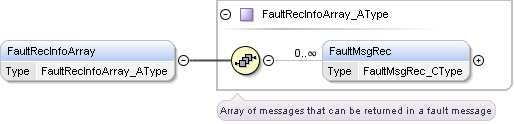 FaultRecInfoArray_AType
FaultRecInfoArray
Type FaultRecInfoArray_AType
0..∞
FaultMsgRec
Type FaultMsgRec_CType
Array of messages that can be returned in a fault message